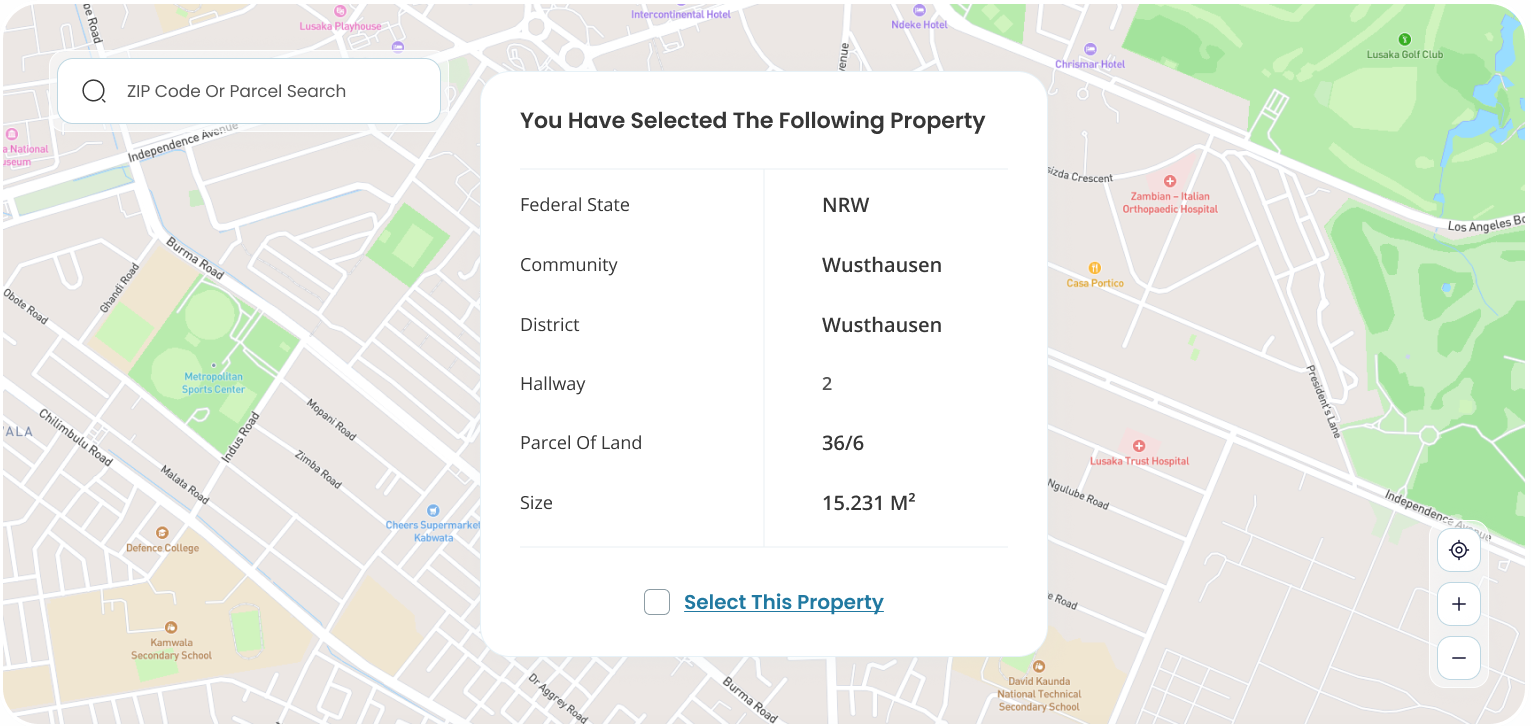 be Road
Lusaka Playhouse
Intercontinental Hotel
Ndeke Hotel
Chrismar Hotel
Lusaka Golf Club
venue
ZIP Code Or Parcel Search
a National
useum
Independence Avenue
You Have Selected The Following Property
sizda Crescent
Zambian – Italian
Orthopaedic Hospital
Los Angeles Bo
Federal State NRW
Community Wusthausen
District Wusthausen
Hallway 2
Parcel Of Land 36/6
Size 15.231 M²
Select This Property
Burma Road
Ghandi Road
Obote Road
Casa Portico
Metropolitan
Sports Center
Mopani Road
President's Lane
Chilimbulu Road
Indus Road
PALA
Zimba Road
Malata Road
Lusaka Trust Hospital
Ngulube Road
Independence Avenue
Cheers Supermarket
Kabwata
Defence College
e Road
Kamwala
Secondary School
Dr Aggrey Road
Burma Road
David Kaunda
National Technical
Secondary School